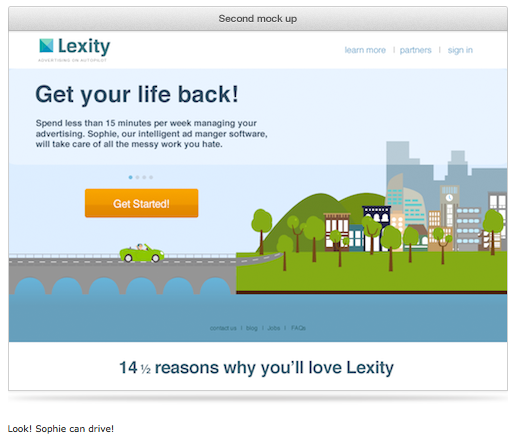 Second mock up
Lexity
ADVERTISING ON AUTOPILOT
learn more | partners | sign in
Get your life back!
Spend less than 15 minutes per week managing your
advertising. Sophie, our intelligent ad manger software,
will take care of all the messy work you hate.
Get Started!
contact us | blog | Jobs | FAQs
14 ½ reasons why you'll love Lexity
Look! Sophie can drive!